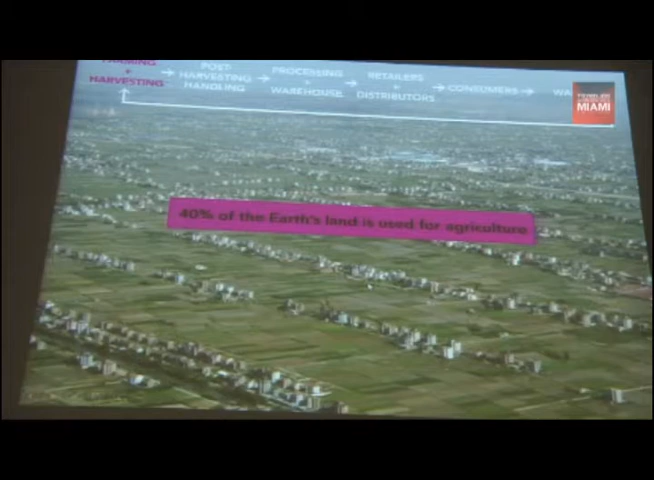 FARMING
+
HARVESTING
POST-
HARVESTING
HANDLING
PROCESSING
+
WAREHOUSE
RETAILERS
+
DISTRIBUTORS
CONSUMERS
WA
MIAMI
40% of the Earth's land is used for agriculture